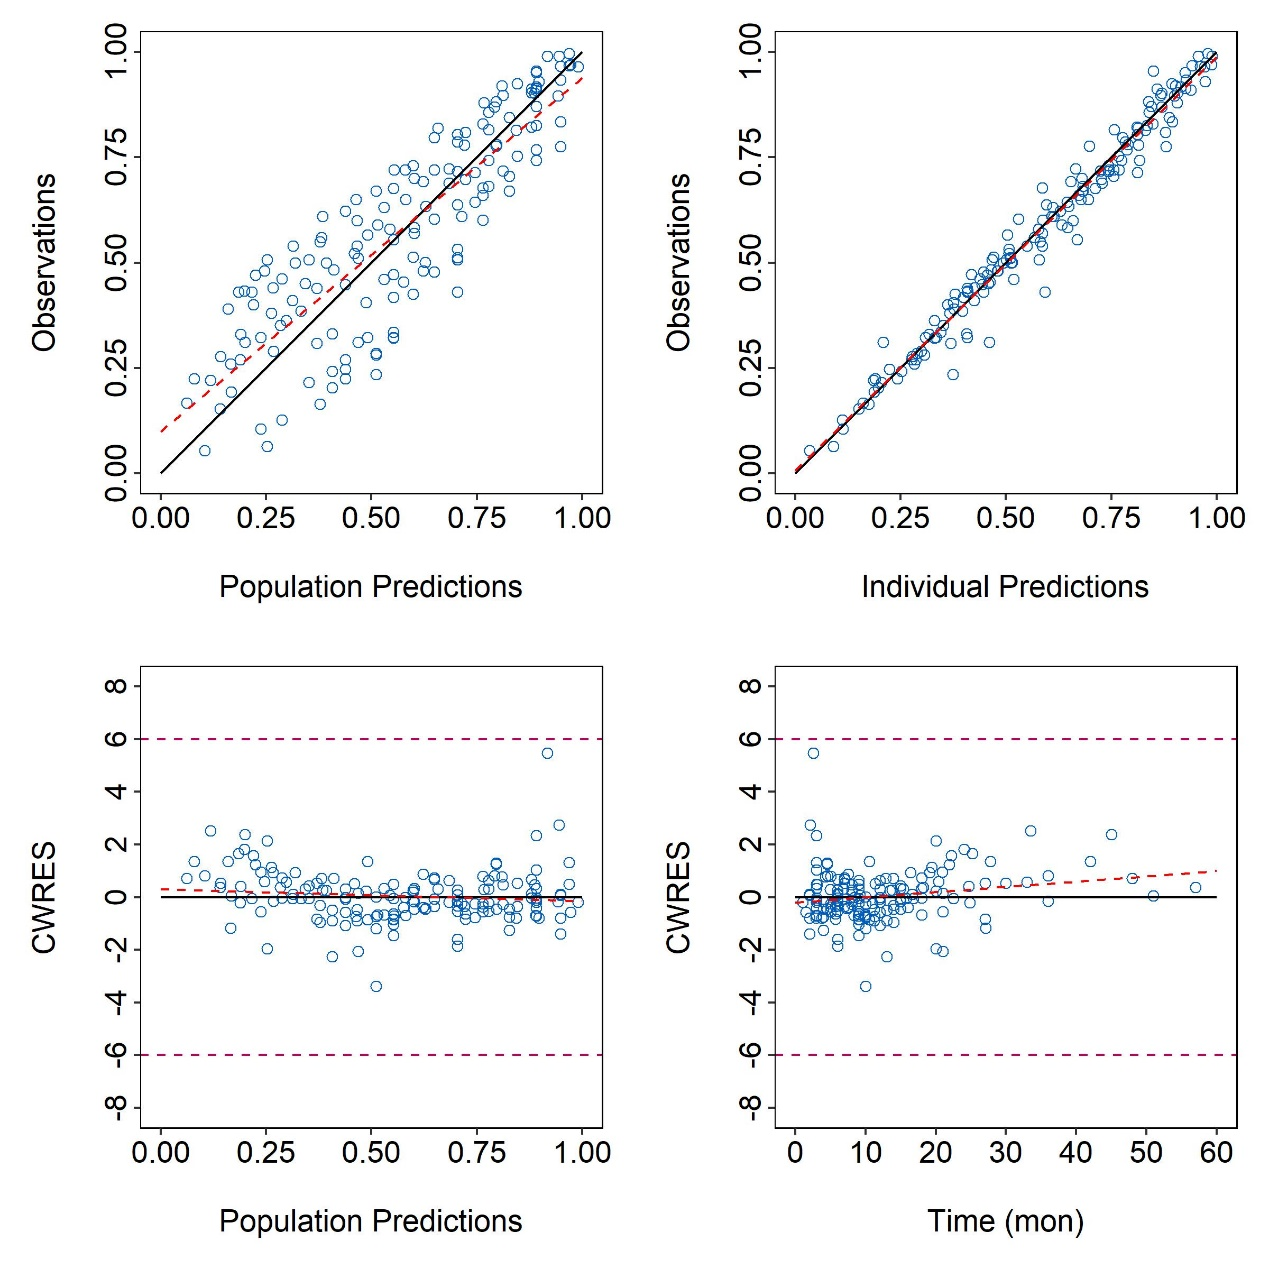 1.00
0.75
0.50
0.25
0.00
Observations
0.00 0.25 0.50 0.75 1.00
Population Predictions
1.00
0.75
0.50
0.25
0.00
Observations
0.00 0.25 0.50 0.75 1.00
Individual Predictions
8
6
4
2
0
-2
-4
-6
-8
CWRES
0.00 0.25 0.50 0.75 1.00
Population Predictions
8
6
4
2
0
-2
-4
-6
-8
CWRES
0 10 20 30 40 50 60
Time (mon)